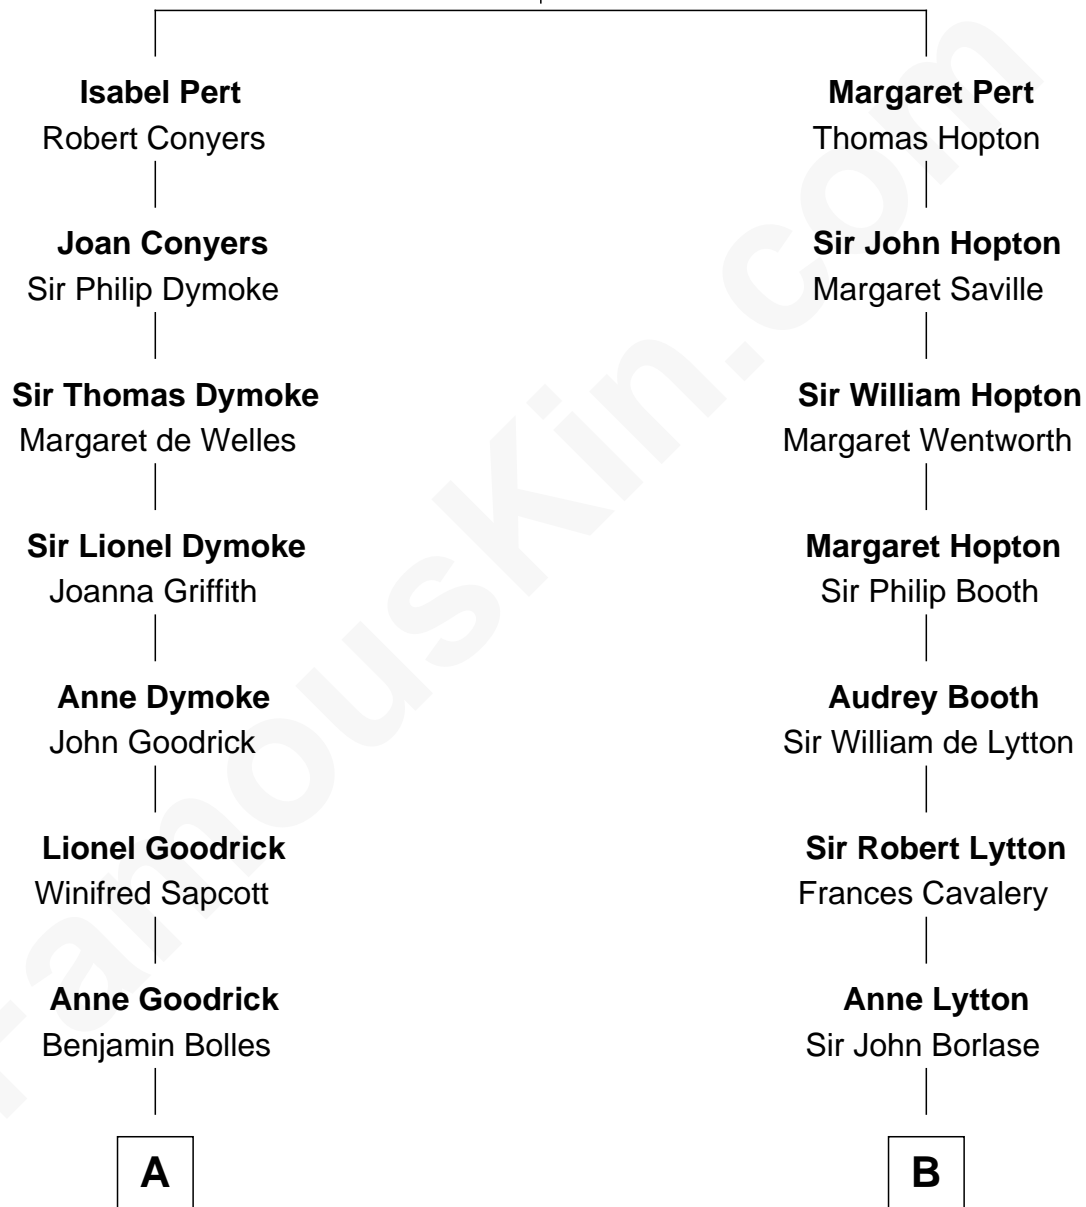 Isabel Pert
Robert Conyers
Joan Conyers
Sir Philip Dymoke
Sir Thomas Dymoke
Margaret de Welles
Sir Lionel Dymoke
Joanna Griffith
Anne Dymoke
John Goodrick
Lionel Goodrick
Winifred Sapcott
Anne Goodrick
Benjamin Bolles
A
Margaret Pert
Thomas Hopton
Sir John Hopton
Margaret Saville
Sir William Hopton
Margaret Wentworth
Margaret Hopton
Sir Philip Booth
Audrey Booth
Sir William de Lytton
Sir Robert Lytton
Frances Cavalery
Anne Lytton
Sir John Borlase
B
FamousKin.com